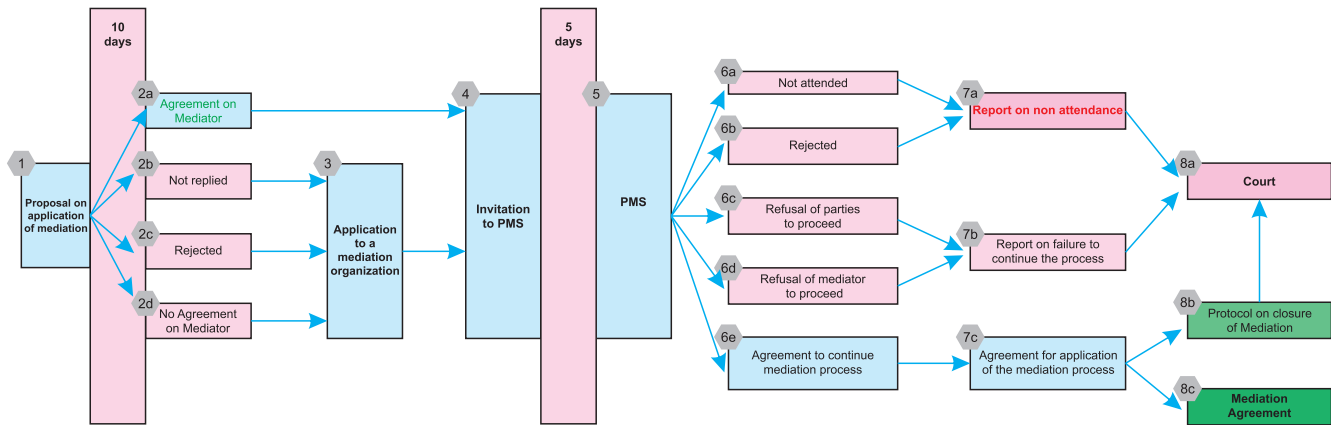 10
days
5
days
1
Proposal on
application
of mediation
2a
Agreement on
Mediator
2b
Not replied
2c
Rejected
2d
No Agreement
on Mediator
3
Application to a
mediation
organization
4
Invitation
to PMS
5
PMS
6a
Not attended
6b
Rejected
6c
Refusal of parties
to proceed
6d
Refusal of mediator
to proceed
6e
Agreement to continue
mediation process
7a
Report on non attendance
7b
Report on failure to
continue the process
7c
Agreement for application
of the mediation process
8a
Court
8b
Protocol on closure
of Mediation
8c
Mediation
Agreement